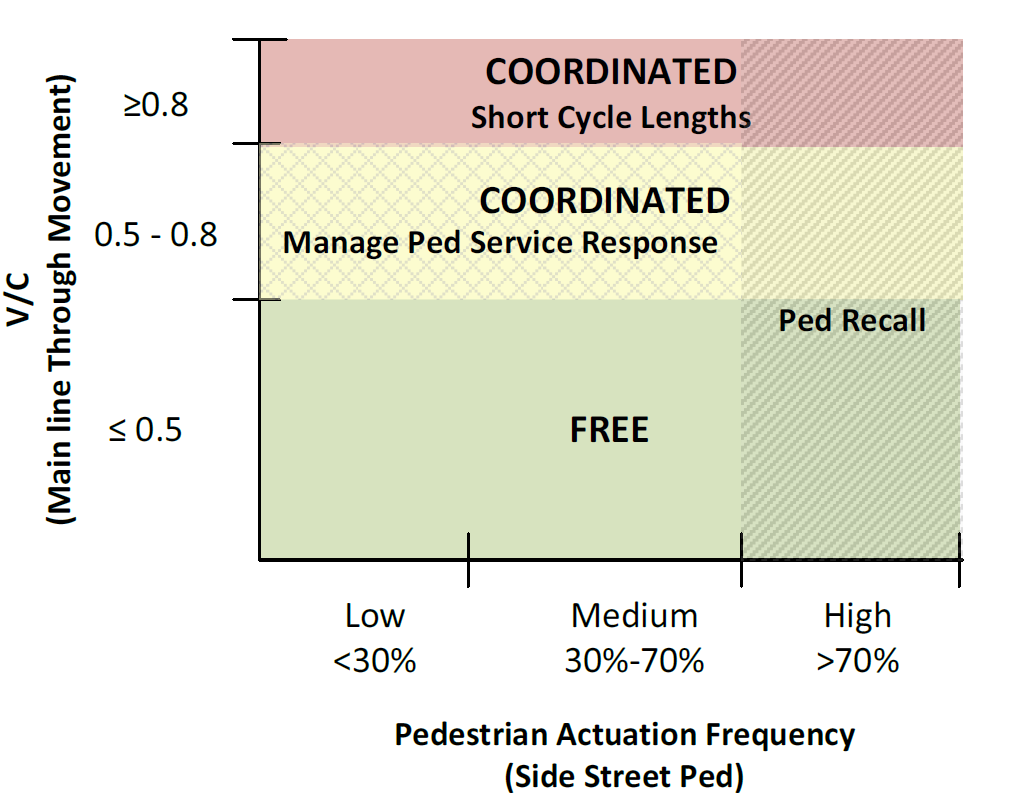 COORDINATED
Short Cycle Lengths
≥0.8
COORDINATED
Manage Ped Service Response
0.5 - 0.8
V/C
(Main line Through Movement)
Ped Recall
FREE
≤ 0.5
Low
<30%
Medium
30%-70%
High
>70%
Pedestrian Actuation Frequency
(Side Street Ped)